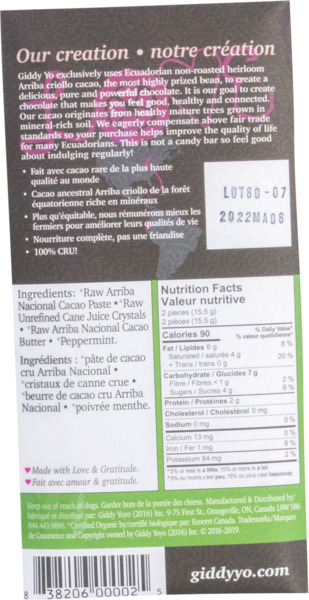 Our creation • notre création
Giddy Yo exclusively uses Ecuadorian non-roasted heirloom
Arriba criollo cacao, the most highly prized bean, to create a
delicious, pure and powerful chocolate. It is our goal to create
chocolate that makes you feel good, healthy and connected.
Our cacao originates from healthy mature trees grown in
mineral-rich soil. We eagerly compensate above fair trade
standards so your purchase helps improve the quality of life
for many Ecuadorians. This is not a candy bar so feel good
about indulging regularly!
• Fait avec cacao rare de la plus haute
qualité au monde
• Cacao ancestral Arriba criollo de la foret
équatorienne riche en minéraux
• Plus qu'équitable, nous rémunérons mieux les
fermiers pour améliorer leurs qualités de vie
• Nourriture complète, pas une friandise
• 100% CRU!
LOT80-07
2022MA06
Ingredients: *Raw Arriba
Nacional Cacao Paste • *Raw
Unrefined Cane Juice Crystals
• *Raw Arriba Nacional Cacao
Butter • *Peppermint.
Ingrédients : *pâte de cacao
cru Arriba Nacional •
*cristaux de canne crue •
*beurre de cacao cru Arriba
Nacional • *poivrée menthe.
♥ Made with Love & Gratitude.
♥ Fait avec amour & gratitude.
Nutrition Facts
Valeur nutritive
2 pieces (15.5 g)
2 pièces (15.5 g)
Calories 90
% Daily Value*
% valeur quotidienne*
Fat / Lipides 6 g 8 %
Saturated / saturés 4 g 20 %
+ Trans / trans 0 g
Carbohydrate / Glucides 7 g
Fibre / Fibres < 1 g 2 %
Sugars / Sucres 4 g 8 %
Protein / Protéines 2 g
Cholesterol / Cholestérol 0 mg
Sodium 0 mg 0 %
Calcium 13 mg 0 %
Iron / Fer 1 mg 6 %
Potassium 84 mg 2 %
*5% or less is a little, 15% or more is a lot
*5% ou moins c'est peu, 15% ou plus c'est beaucoup
Keep out of reach of dogs. Garder hors de la portée des chiens. Manufactured & Distributed by/
fabriqué et distribué par: Giddy Yoyo (2016) Inc. 9-75 First St., Orangeville, ON, Canada L9W 5B6
844.443.9696. *Certified Organic by/certifié biologique par: Ecocert Canada. Trademarks/Marques
de Commerce and Copyright owned by Giddy Yoyo (2016) Inc. © 2016-2019.
8 38206 00002 5
giddyyo.com